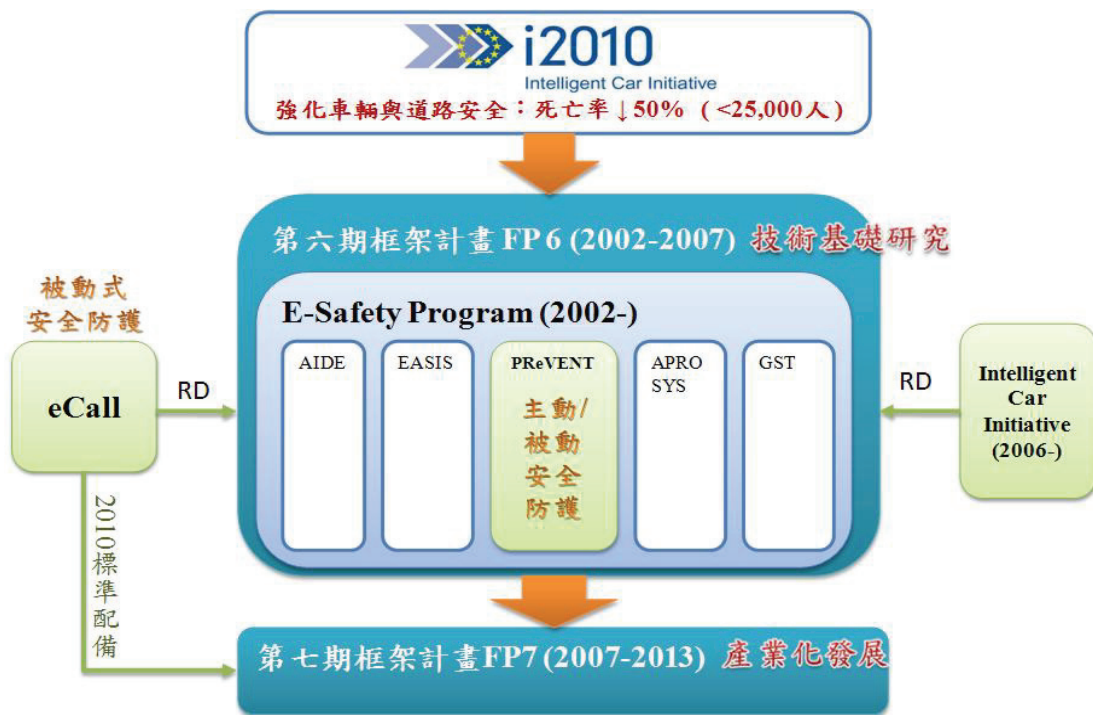 i2010
Intelligent Car Initiative
強化車輛與道路安全：死亡率↓50% (<25,000人)
第六期框架計畫 FP 6 (2002-2007) 技術基礎研究
E-Safety Program (2002-)
AIDE
EASIS
PReVENT
主動/
被動
安全
防護
APRO
SYS
GST
被動式
安全防護
eCall
RD
RD
Intelligent
Car
Initiative
(2006-)
2010標準配備
第七期框架計畫FP7 (2007-2013) 產業化發展